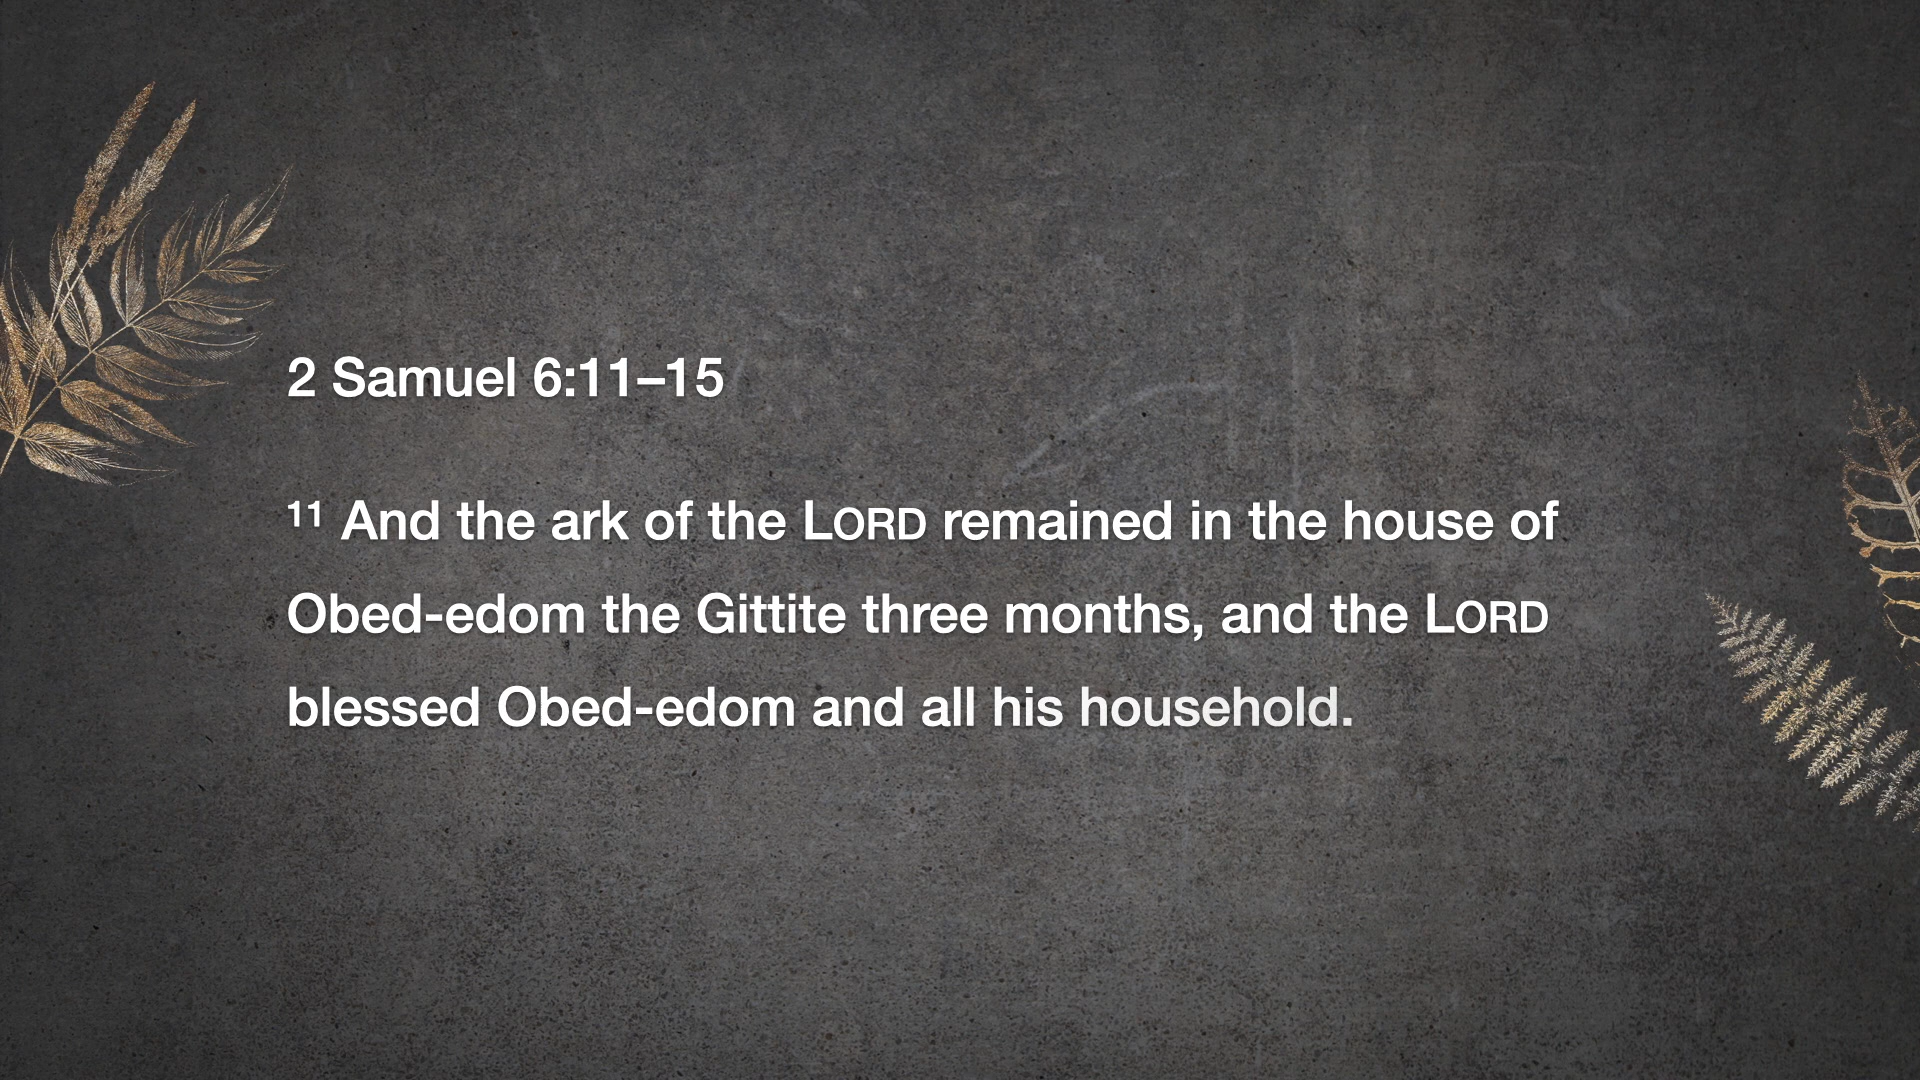 2 Samuel 6:11–15
¹¹ And the ark of the LORD remained in the house of
Obed-edom the Gittite three months, and the LORD
blessed Obed-edom and all his household.